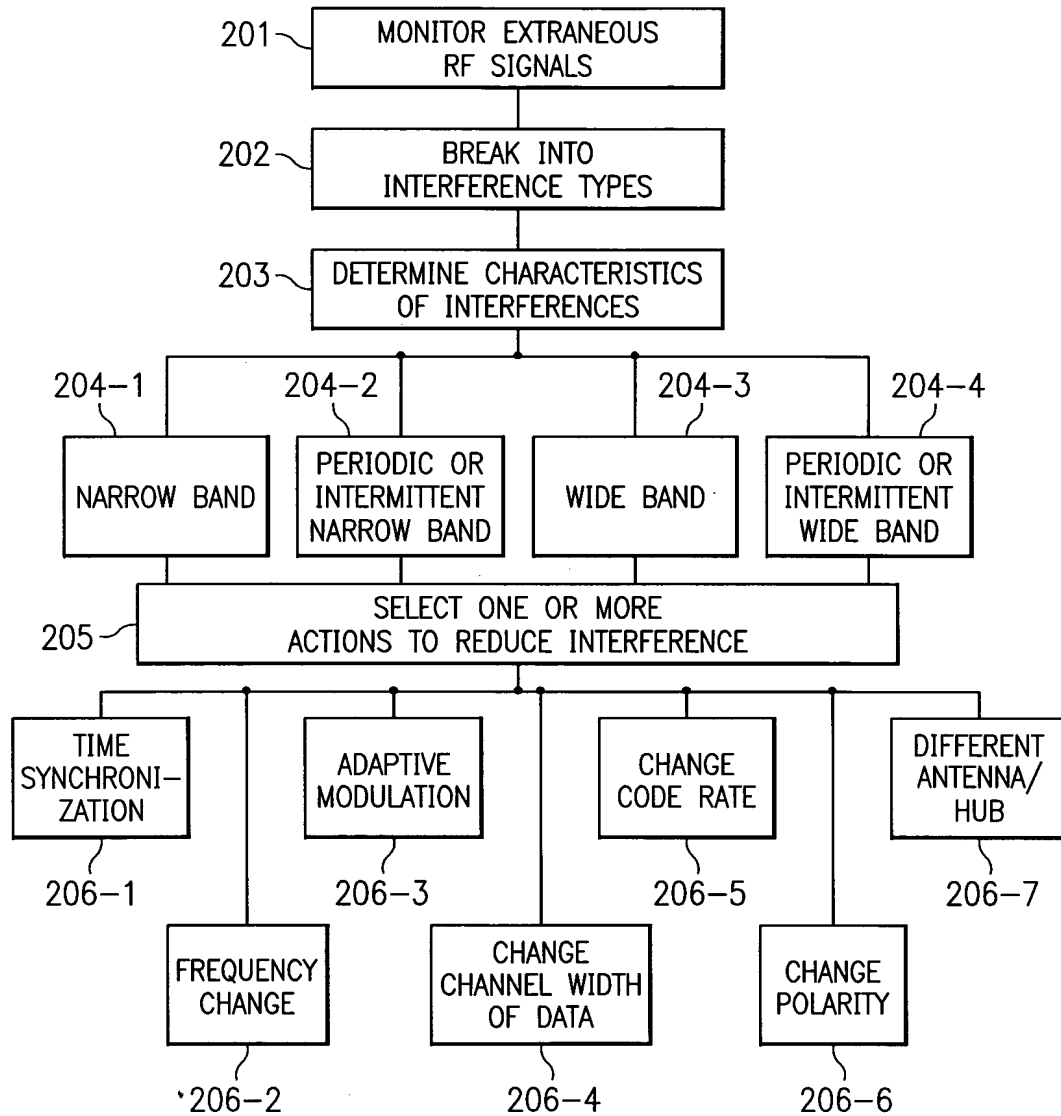 201
MONITOR EXTRANEOUS
RF SIGNALS
202
BREAK INTO
INTERFERENCE TYPES
203
DETERMINE CHARACTERISTICS
OF INTERFERENCES
204-1
204-2
204-3
204-4
NARROW BAND
PERIODIC OR
INTERMITTENT
NARROW BAND
WIDE BAND
PERIODIC OR
INTERMITTENT
WIDE BAND
205
SELECT ONE OR MORE
ACTIONS TO REDUCE INTERFERENCE
TIME
SYNCHRONI-
ZATION
ADAPTIVE
MODULATION
CHANGE
CODE RATE
DIFFERENT
ANTENNA/
HUB
206-1
206-3
206-5
206-7
FREQUENCY
CHANGE
CHANGE
CHANNEL WIDTH
OF DATA
CHANGE
POLARITY
206-2
206-4
206-6